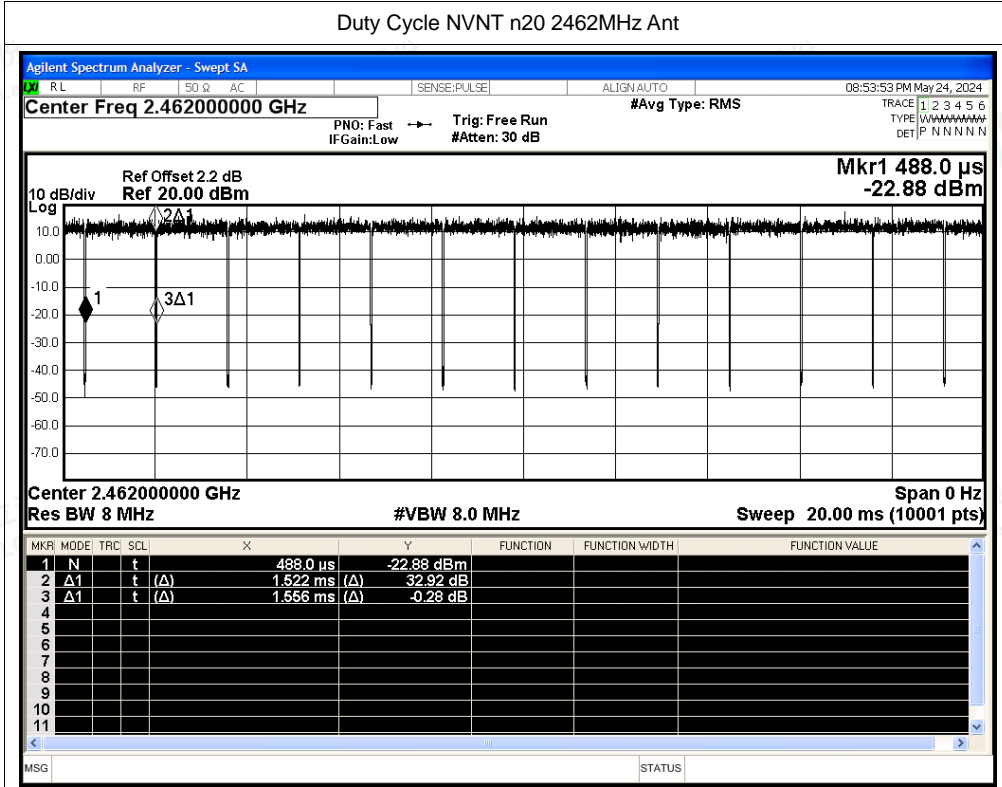 Duty Cycle NVNT n20 2462MHz Ant
Agilent Spectrum Analyzer - Swept SA
LXI RL RF 50 Ω AC SENSE:PULSE ALIGN AUTO 08:53:53 PM May 24, 2024
Center Freq 2.462000000 GHz #Avg Type: RMS TRACE 1 2 3 4 5 6
PNO: Fast Trig: Free Run TYPE WWWWWW
IFGain:Low #Atten: 30 dB DET P N N N N N
Mkr1 488.0 µs
Ref Offset 2.2 dB -22.88 dBm
10 dB/div Ref 20.00 dBm
Log
2Δ1
10.0
0.00
-10.0
1 3Δ1
-20.0
-30.0
-40.0
-50.0
-60.0
-70.0
Center 2.462000000 GHz Span 0 Hz
Res BW 8 MHz #VBW 8.0 MHz Sweep 20.00 ms (10001 pts)
MKR MODE TRC SCL X Y FUNCTION FUNCTION WIDTH FUNCTION VALUE
1 N t 488.0 µs -22.88 dBm
2 Δ1 t (Δ) 1.522 ms (Δ) 32.92 dB
3 Δ1 t (Δ) 1.556 ms (Δ) -0.28 dB
4
5
6
7
8
9
10
11
MSG STATUS